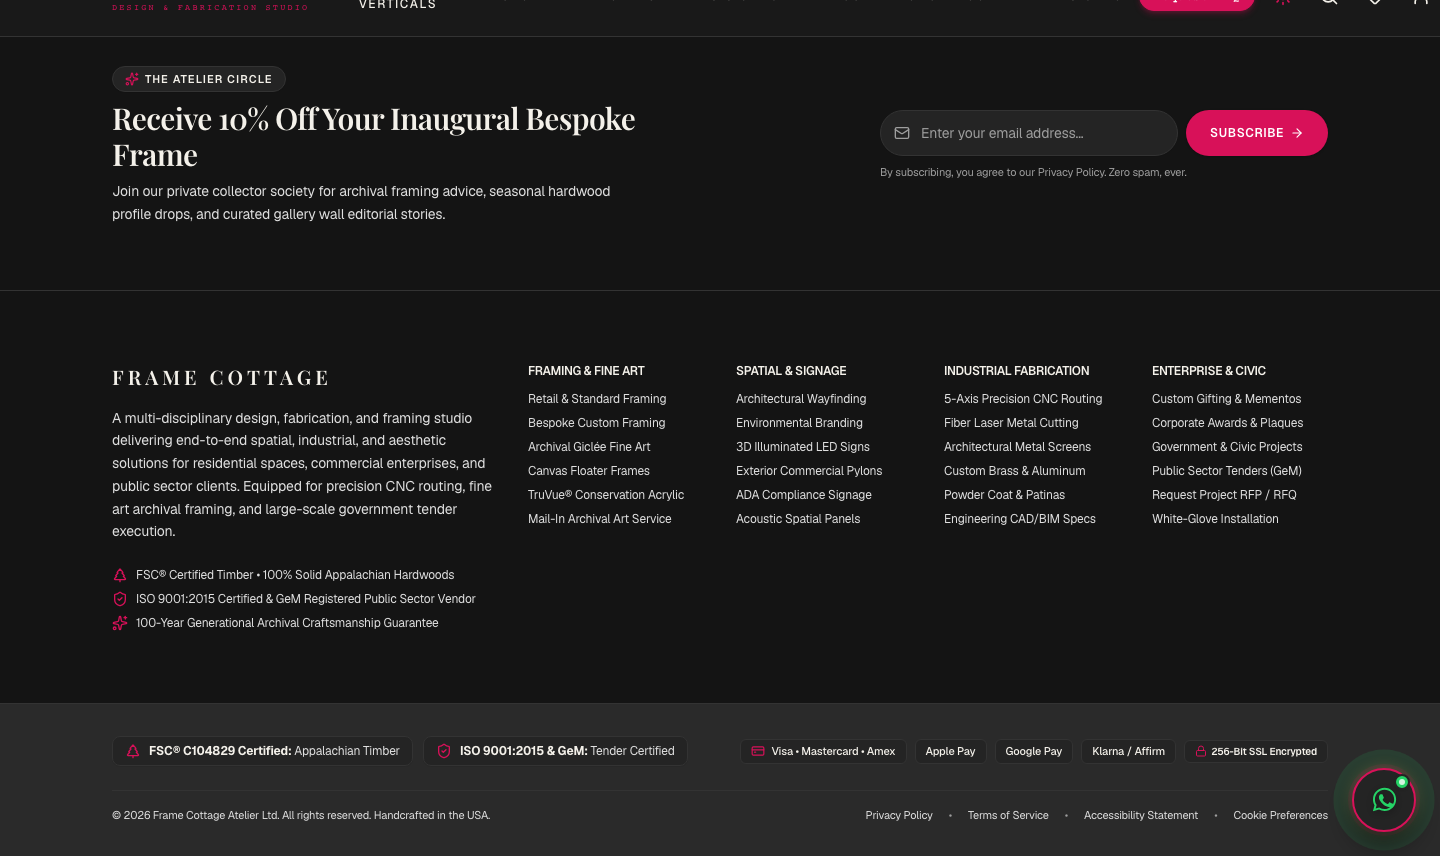 DESIGN & FABRICATION STUDIO
VERTICALS
THE ATELIER CIRCLE
Receive 10% Off Your Inaugural Bespoke
Frame
Join our private collector society for archival framing advice, seasonal hardwood
profile drops, and curated gallery wall editorial stories.
Enter your email address...
SUBSCRIBE
By subscribing, you agree to our Privacy Policy. Zero spam, ever.
FRAME COTTAGE
A multi-disciplinary design, fabrication, and framing studio
delivering end-to-end spatial, industrial, and aesthetic
solutions for residential spaces, commercial enterprises, and
public sector clients. Equipped for precision CNC routing, fine
art archival framing, and large-scale government tender
execution.
FSC® Certified Timber • 100% Solid Appalachian Hardwoods
ISO 9001:2015 Certified & GeM Registered Public Sector Vendor
100-Year Generational Archival Craftsmanship Guarantee
FRAMING & FINE ART
Retail & Standard Framing
Bespoke Custom Framing
Archival Giclée Fine Art
Canvas Floater Frames
TruVue® Conservation Acrylic
Mail-In Archival Art Service
SPATIAL & SIGNAGE
Architectural Wayfinding
Environmental Branding
3D Illuminated LED Signs
Exterior Commercial Pylons
ADA Compliance Signage
Acoustic Spatial Panels
INDUSTRIAL FABRICATION
5-Axis Precision CNC Routing
Fiber Laser Metal Cutting
Architectural Metal Screens
Custom Brass & Aluminum
Powder Coat & Patinas
Engineering CAD/BIM Specs
ENTERPRISE & CIVIC
Custom Gifting & Mementos
Corporate Awards & Plaques
Government & Civic Projects
Public Sector Tenders (GeM)
Request Project RFP / RFQ
White-Glove Installation
FSC® C104829 Certified: Appalachian Timber
ISO 9001:2015 & GeM: Tender Certified
Visa • Mastercard • Amex
Apple Pay
Google Pay
Klarna / Affirm
256-Bit SSL Encrypted
© 2026 Frame Cottage Atelier Ltd. All rights reserved. Handcrafted in the USA.
Privacy Policy • Terms of Service • Accessibility Statement • Cookie Preferences